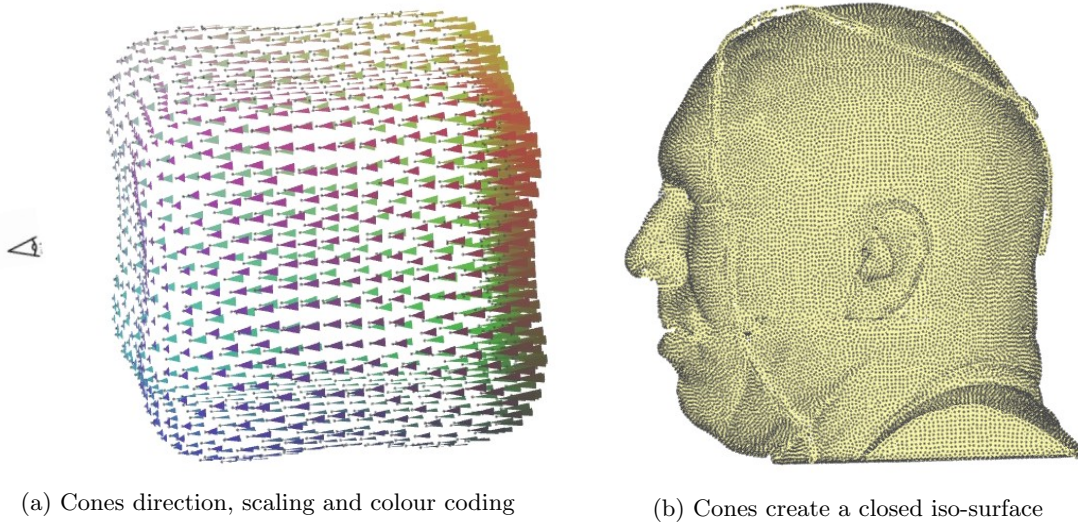 (a) Cones direction, scaling and colour coding
(b) Cones create a closed iso-surface